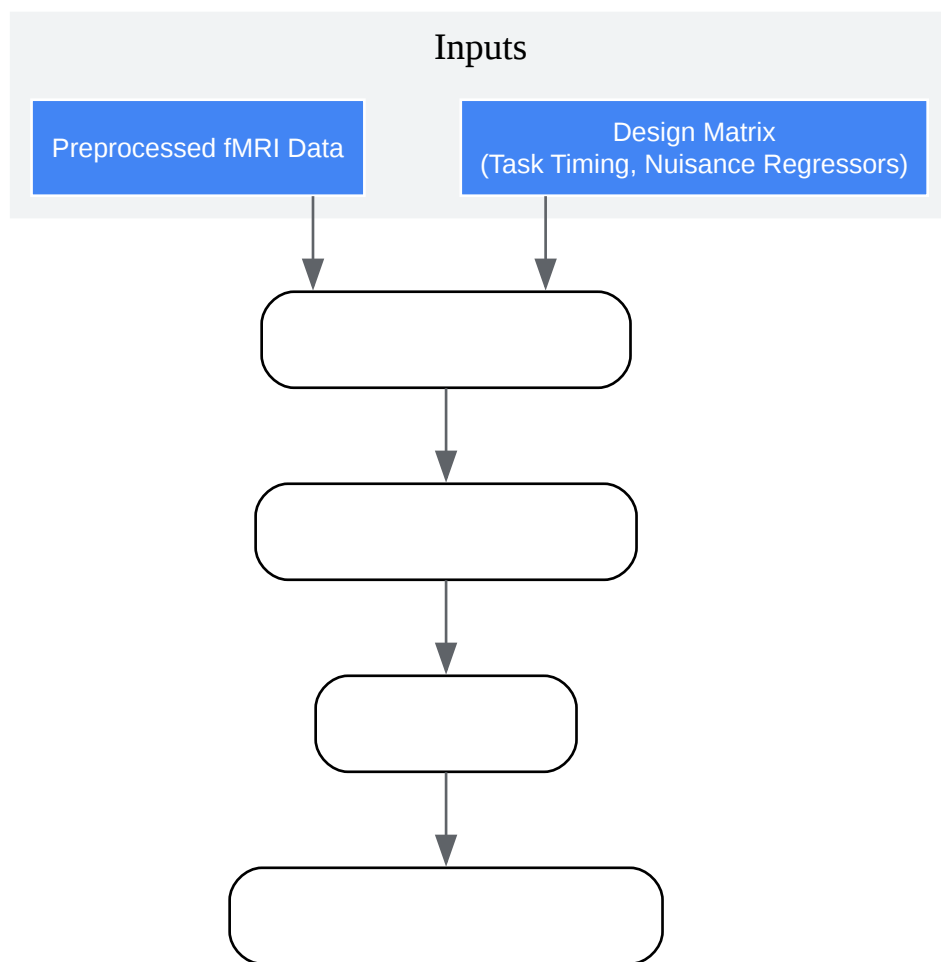 Inputs
Preprocessed fMRI Data
Design Matrix
(Task Timing, Nuisance Regressors)